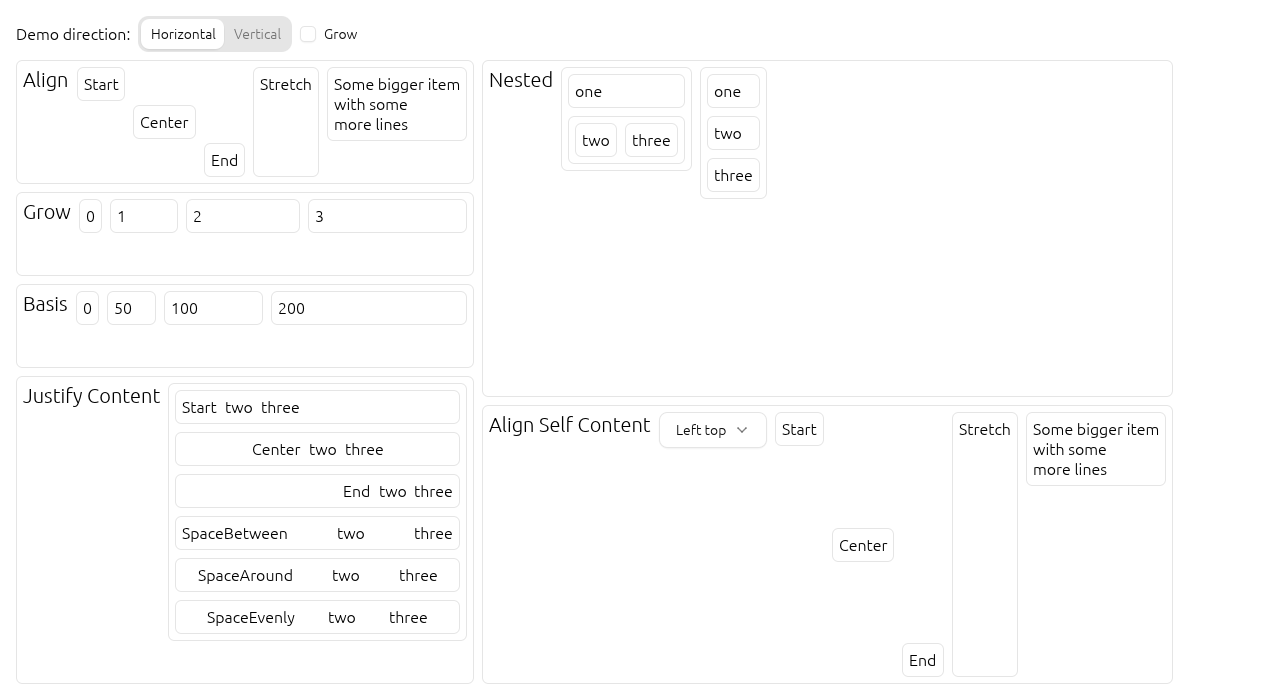 Demo direction: Horizontal Vertical Grow
Align Start Center End Stretch Some bigger item
with some
more lines
Grow 0 1 2 3
Basis 0 50 100 200
Justify Content Start two three
Center two three
End two three
SpaceBetween two three
SpaceAround two three
SpaceEvenly two three
Nested one
two three
one
two
three
Align Self Content Left top Start Center End Stretch Some bigger item
with some
more lines